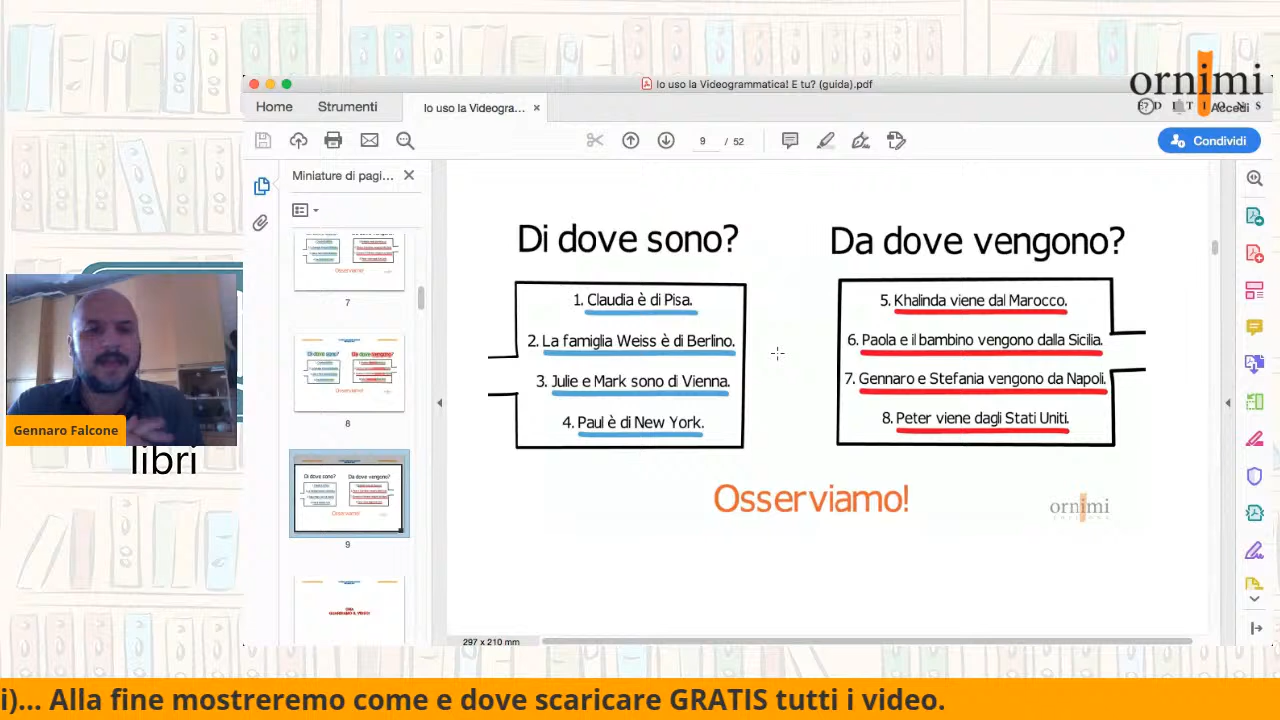 Io uso la Videogrammatica! E tu? (guida).pdf
ornimi
EDITIONS
Home
Strumenti
Io uso la Videogra...
Accedi
9 / 52
Condividi
Miniature di pagi...
7
8
9
Di dove sono?
1. Claudia è di Pisa.
2. La famiglia Weiss è di Berlino.
3. Julie e Mark sono di Vienna.
4. Paul è di New York.
Da dove vengono?
5. Khalinda viene dal Marocco.
6. Paola e il bambino vengono dalla Sicilia.
7. Gennaro e Stefania vengono da Napoli.
8. Peter viene dagli Stati Uniti.
Osserviamo!
ornimi
297 x 210 mm
Gennaro Falcone
libri
i)... Alla fine mostreremo come e dove scaricare GRATIS tutti i video.